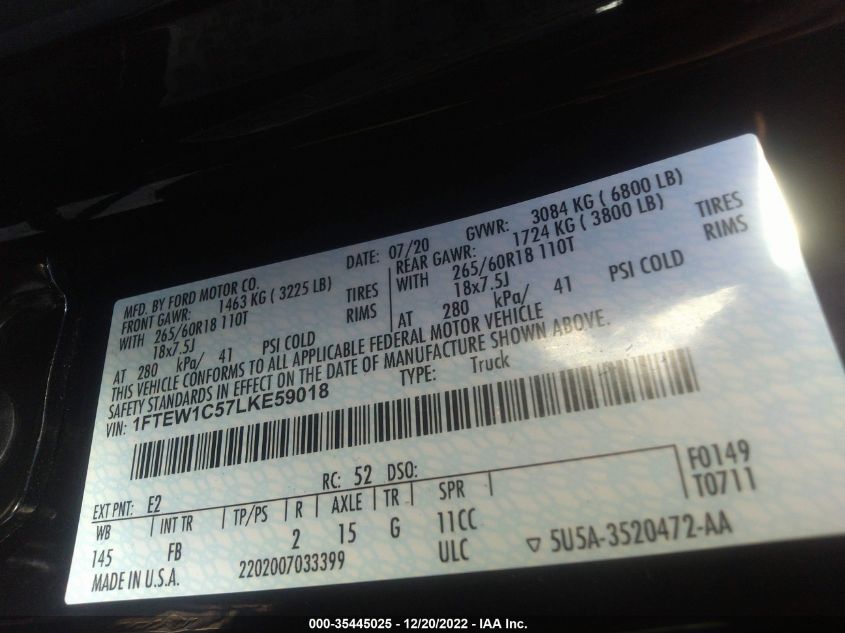 MFD. BY FORD MOTOR CO. DATE: 07/20 GVWR: 3084 KG ( 6800 LB)
FRONT GAWR: 1463 KG ( 3225 LB) REAR GAWR: 1724 KG ( 3800 LB)
WITH 265/60R18 110T TIRES WITH 265/60R18 110T TIRES
18x7.5J RIMS 18x7.5J RIMS
AT 280 kPa/ 41 PSI COLD AT 280 kPa/ 41 PSI COLD
THIS VEHICLE CONFORMS TO ALL APPLICABLE FEDERAL MOTOR VEHICLE
SAFETY STANDARDS IN EFFECT ON THE DATE OF MANUFACTURE SHOWN ABOVE.
VIN: 1FTEW1C57LKE59018 TYPE: Truck
F0149
EXT PNT: E2 RC: 52 DSO: T0711
WB INT TR TP/PS R AXLE TR SPR
145 FB 2 15 G 11CC
MADE IN U.S.A. 2202007033399 ULC ▽ 5U5A-3520472-AA
000-35445025 - 12/20/2022 - IAA Inc.